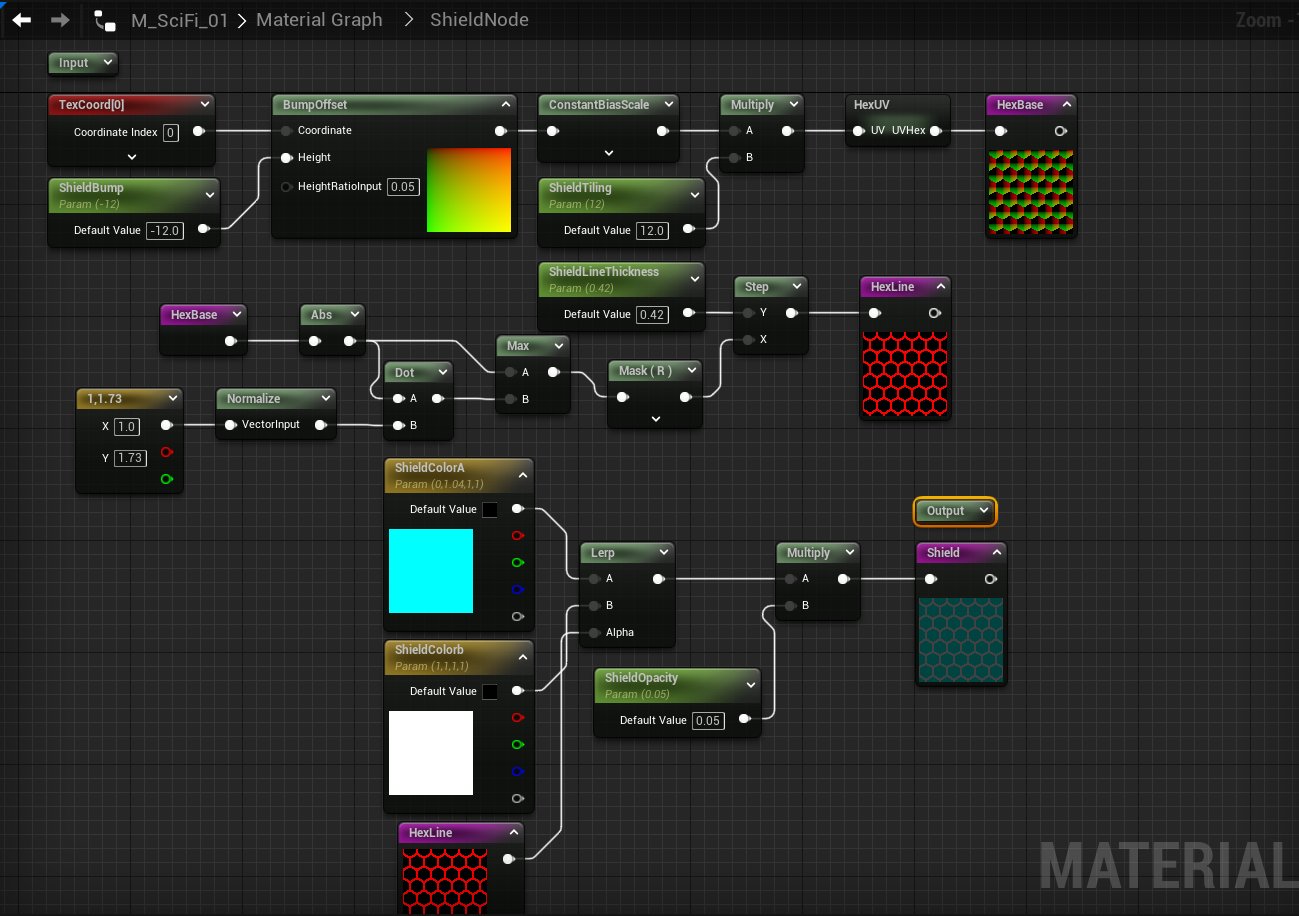 M_SciFi_01 > Material Graph > ShieldNode
Zoom -
Input
TexCoord[0]
Coordinate Index 0
BumpOffset
Coordinate
Height
HeightRatioInput 0.05
ConstantBiasScale
Multiply
A
B
HexUV
UV UVHex
HexBase
ShieldBump
Param (-12)
Default Value -12.0
ShieldTiling
Param (12)
Default Value 12.0
ShieldLineThickness
Param (0.42)
Default Value 0.42
Step
Y
X
HexLine
HexBase
Abs
Max
A
B
Mask ( R )
Dot
A
B
1,1.73
X 1.0
Y 1.73
Normalize
VectorInput
ShieldColorA
Param (0,1.04,1,1)
Default Value
Lerp
A
B
Alpha
Multiply
A
B
Output
Shield
ShieldColorb
Param (1,1,1,1)
Default Value
ShieldOpacity
Param (0.05)
Default Value 0.05
HexLine
MATERIAL